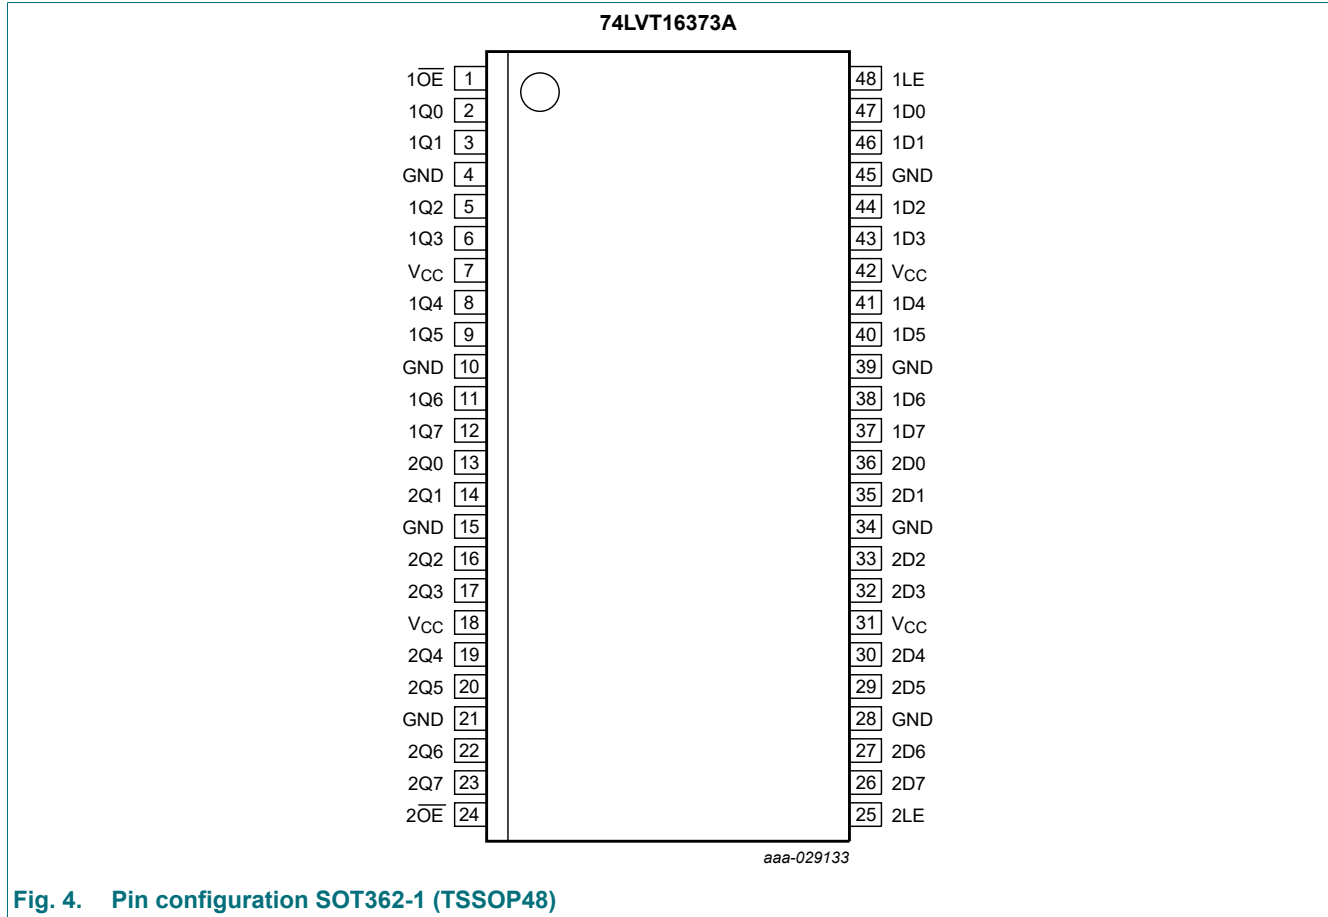 74LVT16373A
1O̅E̅ 1 48 1LE
1Q0 2 47 1D0
1Q1 3 46 1D1
GND 4 45 GND
1Q2 5 44 1D2
1Q3 6 43 1D3
VCC 7 42 VCC
1Q4 8 41 1D4
1Q5 9 40 1D5
GND 10 39 GND
1Q6 11 38 1D6
1Q7 12 37 1D7
2Q0 13 36 2D0
2Q1 14 35 2D1
GND 15 34 GND
2Q2 16 33 2D2
2Q3 17 32 2D3
VCC 18 31 VCC
2Q4 19 30 2D4
2Q5 20 29 2D5
GND 21 28 GND
2Q6 22 27 2D6
2Q7 23 26 2D7
2O̅E̅ 24 25 2LE
aaa-029133
Fig. 4. Pin configuration SOT362-1 (TSSOP48)